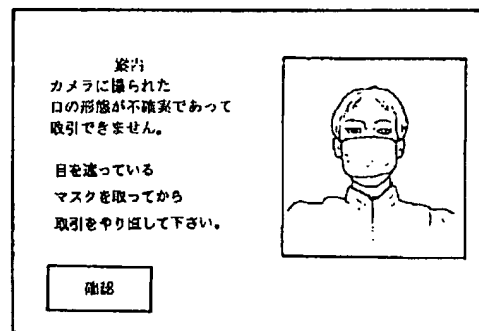 警告
カメラに撮られた
口の形態が不確実であって
取引できません。
目を遮っている
マスクを取ってから
取引をやり直して下さい。
確認